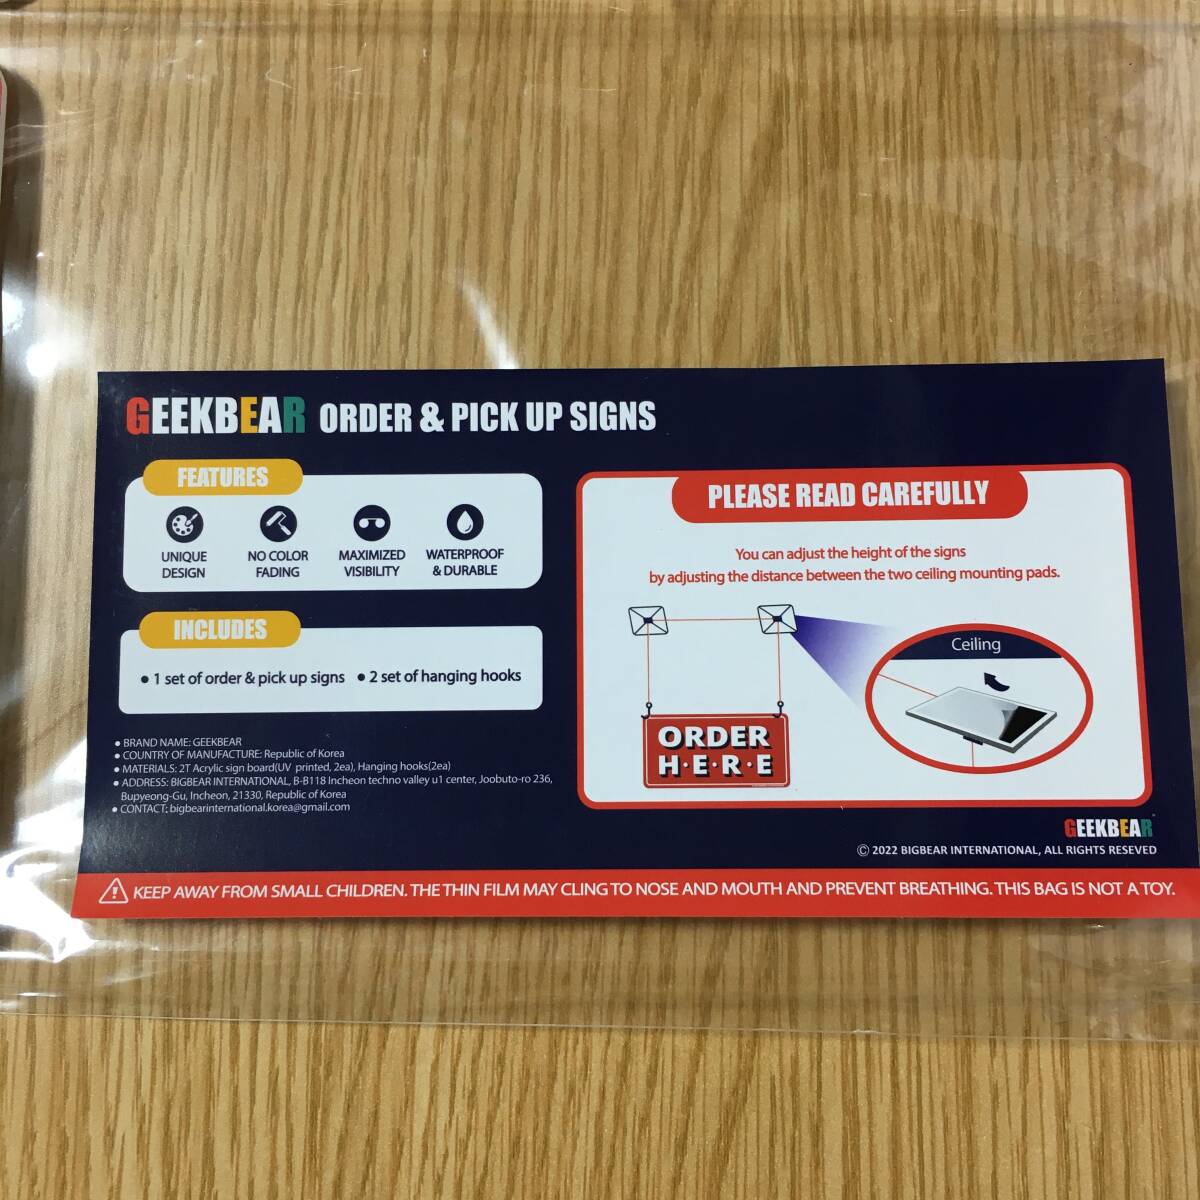 GEEKBEAR ORDER & PICK UP SIGNS
FEATURES
UNIQUE
DESIGN
NO COLOR
FADING
MAXIMIZED
VISIBILITY
WATERPROOF
& DURABLE
INCLUDES
• 1 set of order & pick up signs • 2 set of hanging hooks
• BRAND NAME: GEEKBEAR
• COUNTRY OF MANUFACTURE: Republic of Korea
• MATERIALS: 2T Acrylic sign board(UV printed, 2ea), Hanging hooks(2ea)
• ADDRESS: BIGBEAR INTERNATIONAL, B-B118 Incheon techno valley u1 center, Joobuto-ro 236,
Bupyeong-Gu, Incheon, 21330, Republic of Korea
• CONTACT: bigbearinternational.korea@gmail.com
PLEASE READ CAREFULLY
You can adjust the height of the signs
by adjusting the distance between the two ceiling mounting pads.
Ceiling
ORDER
H·E·R·E
GEEKBEAR
© 2022 BIGBEAR INTERNATIONAL, ALL RIGHTS RESEVED
KEEP AWAY FROM SMALL CHILDREN. THE THIN FILM MAY CLING TO NOSE AND MOUTH AND PREVENT BREATHING. THIS BAG IS NOT A TOY.